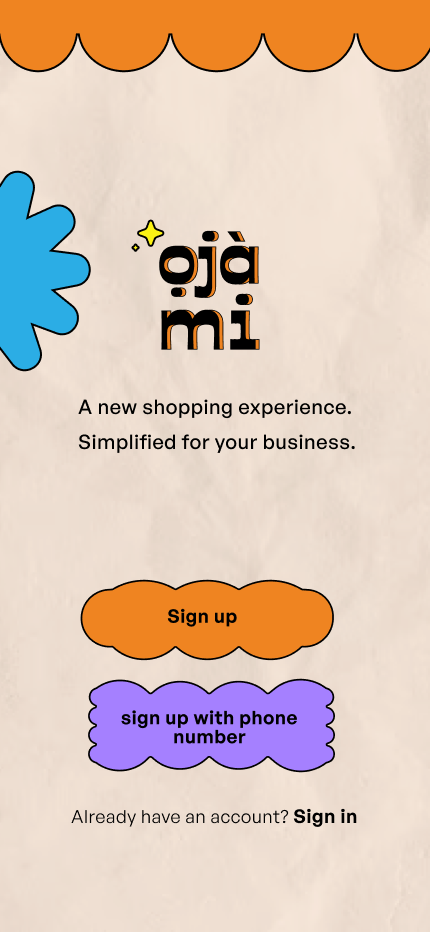 ọjà
mi
A new shopping experience.
Simplified for your business.
Sign up
sign up with phone
number
Already have an account? Sign in